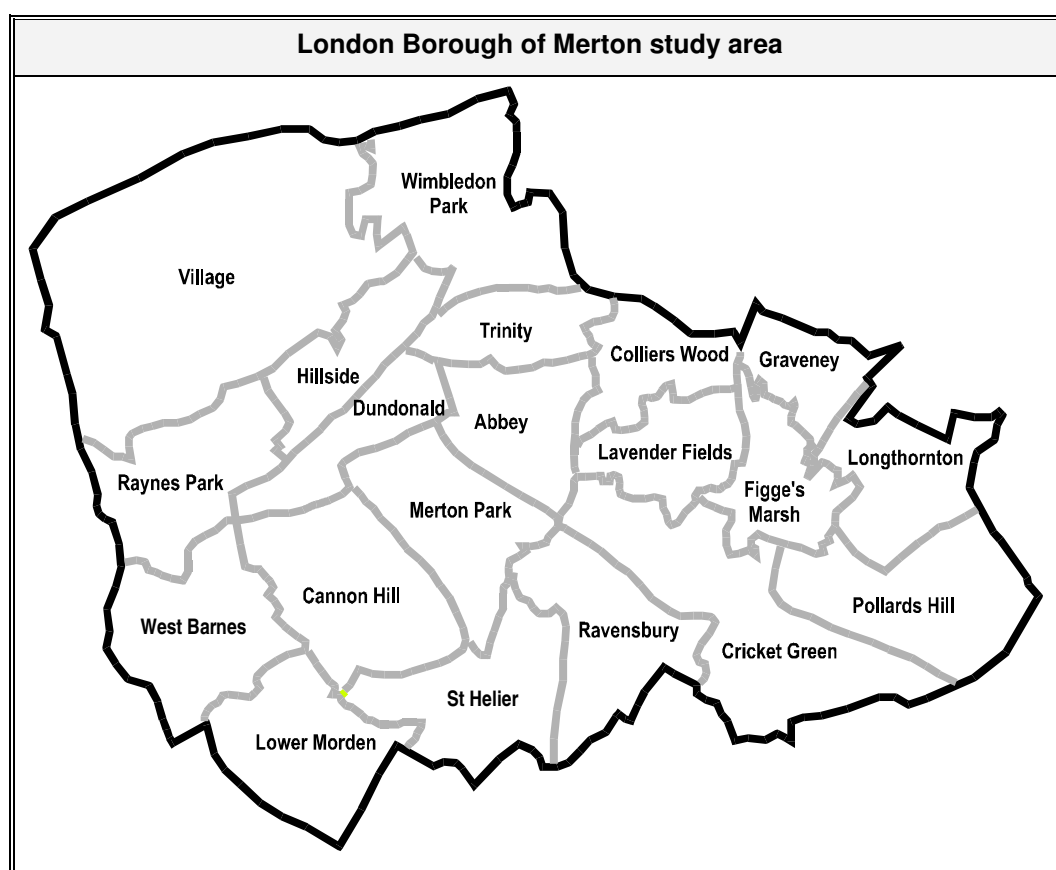 London Borough of Merton study area
Wimbledon
Park
Village
Trinity
Colliers Wood
Graveney
Hillside
Dundonald
Abbey
Lavender Fields
Longthornton
Raynes Park
Figge's
Marsh
Merton Park
Cannon Hill
Pollards Hill
West Barnes
Ravensbury
Cricket Green
St Helier
Lower Morden